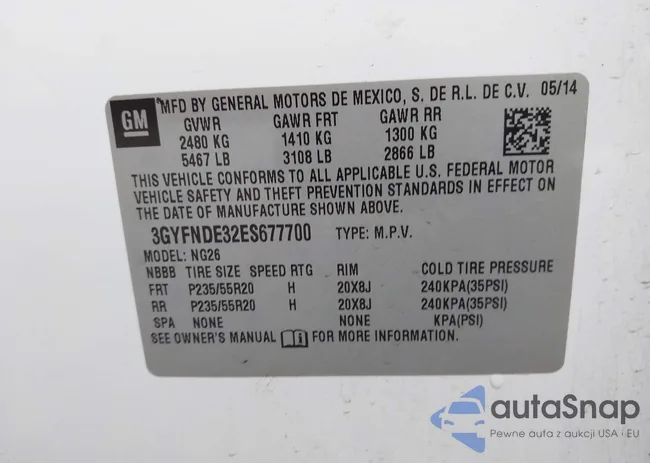 GM
MFD BY GENERAL MOTORS DE MEXICO, S. DE R.L. DE C.V. 05/14
GVWR GAWR FRT GAWR RR
2480 KG 1410 KG 1300 KG
5467 LB 3108 LB 2866 LB
THIS VEHICLE CONFORMS TO ALL APPLICABLE U.S. FEDERAL MOTOR
VEHICLE SAFETY AND THEFT PREVENTION STANDARDS IN EFFECT ON
THE DATE OF MANUFACTURE SHOWN ABOVE.
3GYFNDE32ES677700 TYPE: M.P.V.
MODEL: NG26
NBBB TIRE SIZE SPEED RTG RIM COLD TIRE PRESSURE
FRT P235/55R20 H 20X8J 240KPA(35PSI)
RR P235/55R20 H 20X8J 240KPA(35PSI)
SPA NONE NONE KPA(PSI)
SEE OWNER'S MANUAL FOR MORE INFORMATION.
autoSnap
Pewne auta z aukcji USA i EU